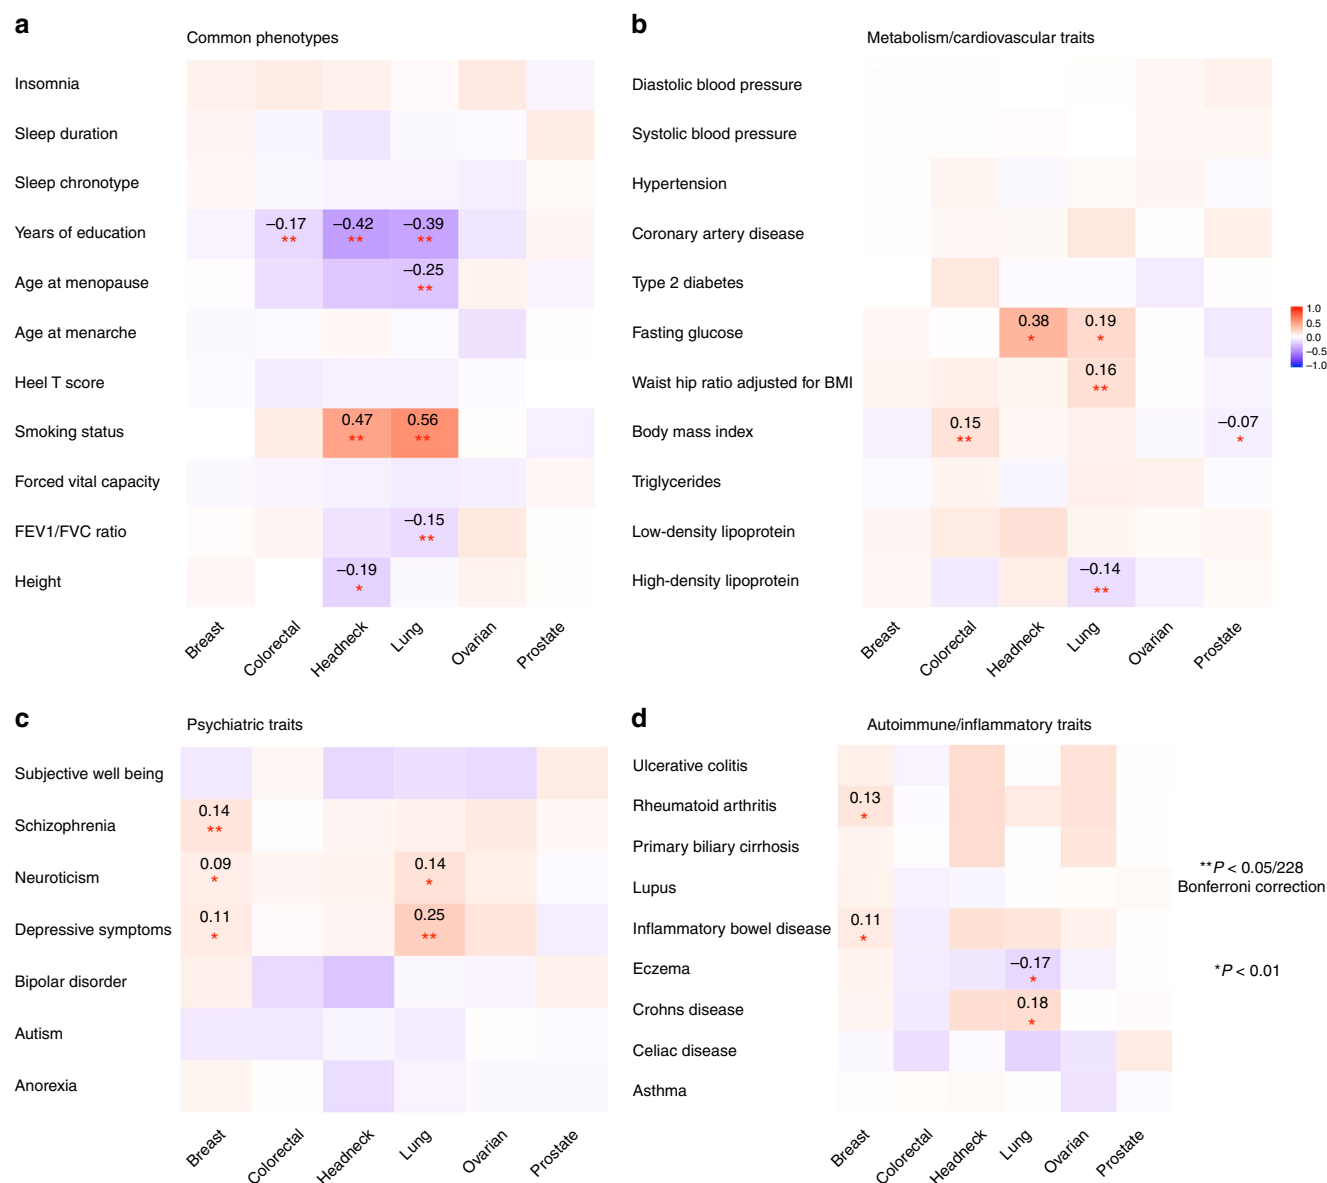 a
Common phenotypes
Insomnia
Sleep duration
Sleep chronotype
Years of education
−0.17
−0.42
−0.39
**
**
**
Age at menopause
−0.25
**
Age at menarche
Heel T score
Smoking status
0.47
0.56
**
**
Forced vital capacity
FEV1/FVC ratio
−0.15
**
Height
−0.19
*
Breast
Colorectal
Headneck
Lung
Ovarian
Prostate
b
Metabolism/cardiovascular traits
Diastolic blood pressure
Systolic blood pressure
Hypertension
Coronary artery disease
Type 2 diabetes
Fasting glucose
0.38
0.19
*
*
Waist hip ratio adjusted for BMI
0.16
**
Body mass index
0.15
−0.07
**
*
Triglycerides
Low-density lipoprotein
High-density lipoprotein
−0.14
**
Breast
Colorectal
Headneck
Lung
Ovarian
Prostate
1.0
0.5
0.0
−0.5
−1.0
c
Psychiatric traits
Subjective well being
Schizophrenia
0.14
**
Neuroticism
0.09
0.14
*
*
Depressive symptoms
0.11
0.25
*
**
Bipolar disorder
Autism
Anorexia
Breast
Colorectal
Headneck
Lung
Ovarian
Prostate
d
Autoimmune/inflammatory traits
Ulcerative colitis
Rheumatoid arthritis
0.13
*
Primary biliary cirrhosis
Lupus
Inflammatory bowel disease
0.11
*
Eczema
−0.17
*
Crohns disease
0.18
*
Celiac disease
Asthma
Breast
Colorectal
Headneck
Lung
Ovarian
Prostate
**P < 0.05/228
Bonferroni correction
*P < 0.01